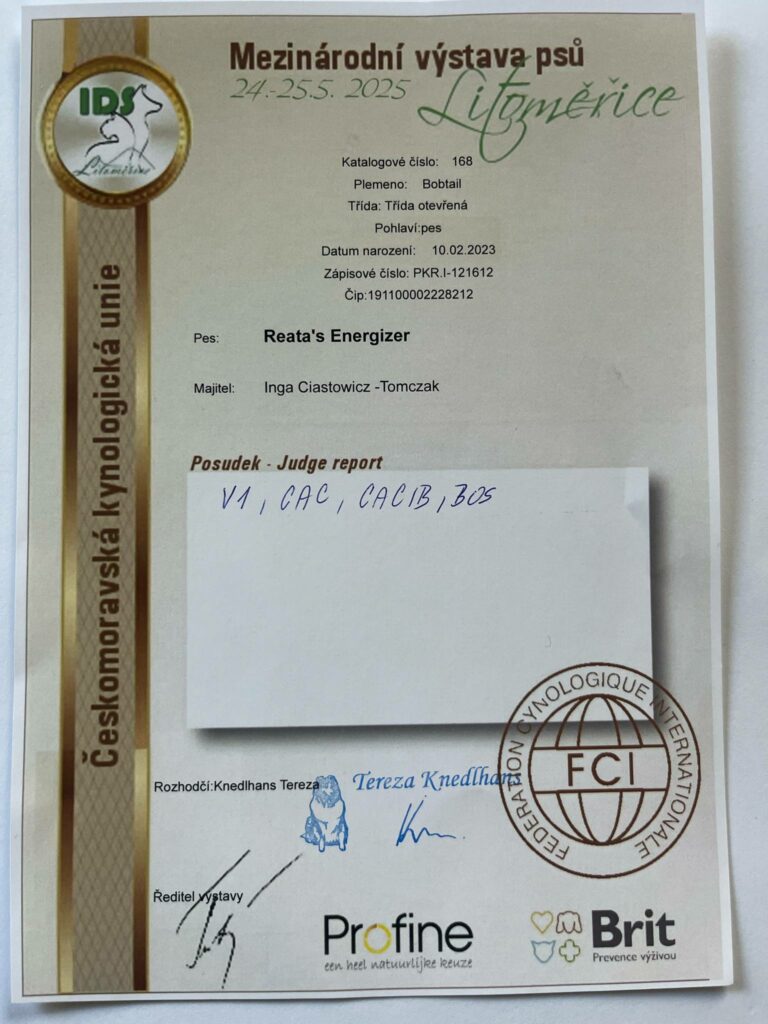 Mezinárodní výstava psů
24.-25.5. 2025
Litoměřice
IDS
Litoměřice
Českomoravská kynologická unie
Katalogové číslo: 168
Plemeno: Bobtail
Třída: Třída otevřená
Pohlaví:pes
Datum narození: 10.02.2023
Zápisové číslo: PKR.I-121612
Čip:191100002228212
Pes: Reata's Energizer
Majitel: Inga Ciastowicz -Tomczak
Posudek - Judge report
V1, CAC, CACIB, BOS
FEDERATION CYNOLOGIQUE INTERNATIONALE
FCI
Rozhodčí:Knedlhans Tereza
Tereza Knedlhans
Ředitel výstavy
Profine
een heel natuurlijke keuze
Brit
Prevence výživou